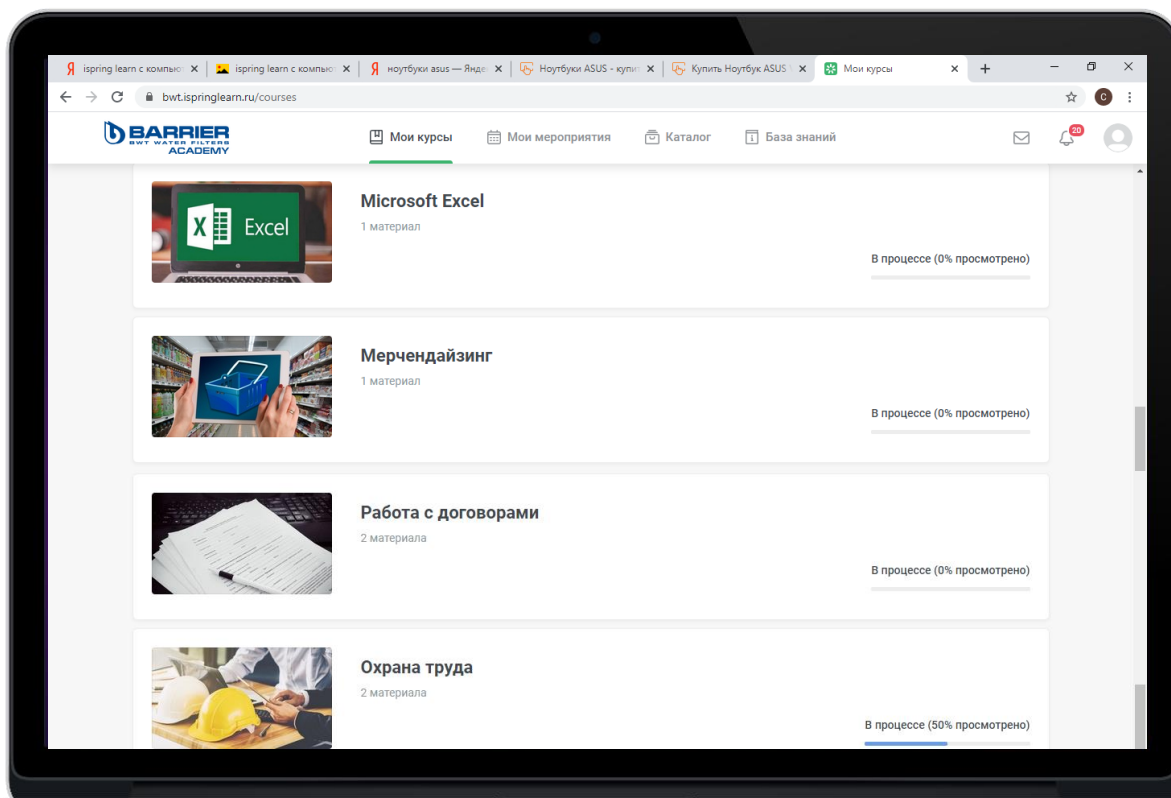 ispring learn с компью
ispring learn с компью
ноутбуки asus — Янде
Ноутбуки ASUS - купи
Купить Ноутбук ASUS
Мои курсы
bwt.ispringlearn.ru/courses
C
BARRIER
BWT WATER FILTERS
ACADEMY
Мои курсы
Мои мероприятия
Каталог
База знаний
20
X Excel
Microsoft Excel
1 материал
В процессе (0% просмотрено)
Мерчендайзинг
1 материал
В процессе (0% просмотрено)
Работа с договорами
2 материала
В процессе (0% просмотрено)
Охрана труда
2 материала
В процессе (50% просмотрено)